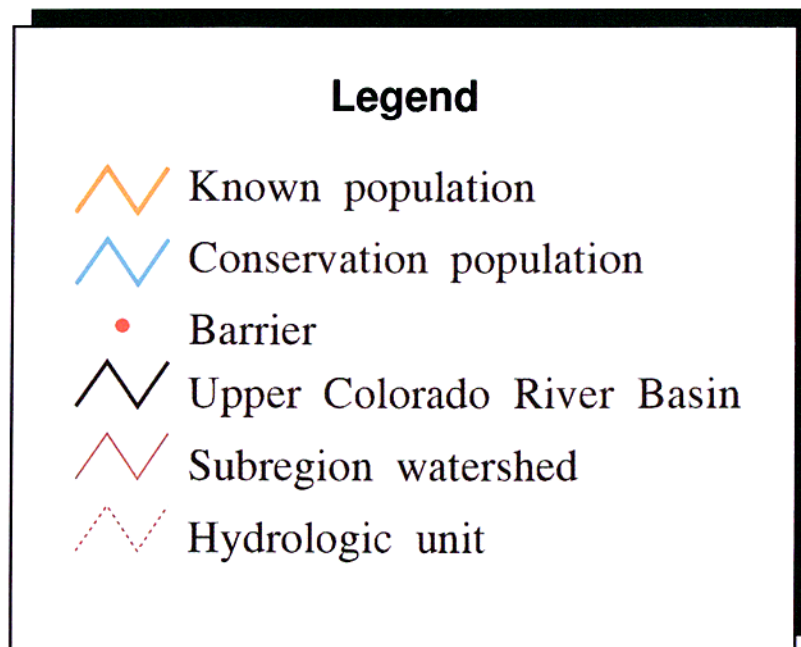 Legend
Known population
Conservation population
Barrier
Upper Colorado River Basin
Subregion watershed
Hydrologic unit